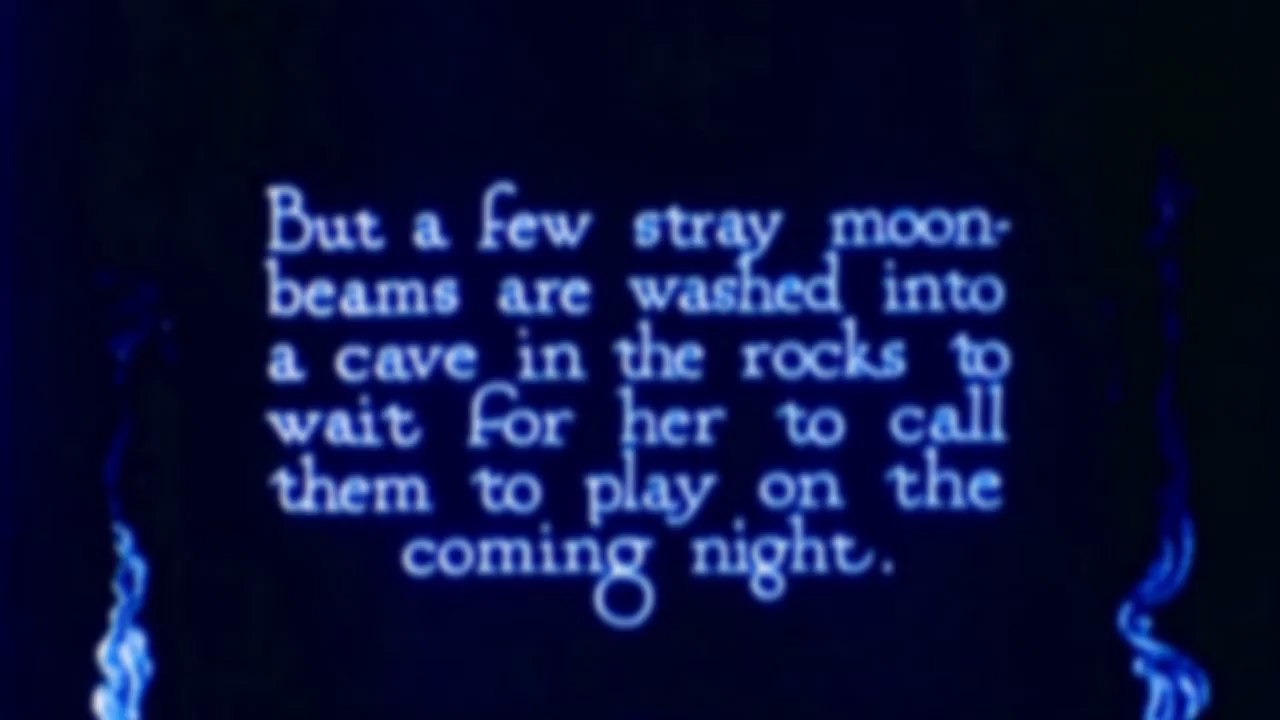 But a few stray moon-
beams are washed into
a cave in the rocks to
wait for her to call
them to play on the
coming night.